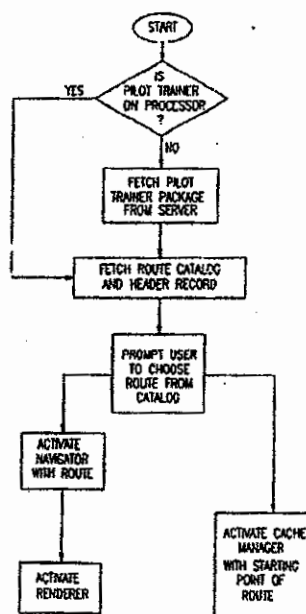 START
IS
PILOT TRAINER
ON PROCESSOR
?
YES
NO
FETCH PILOT
TRAINER PACKAGE
FROM SERVER
FETCH ROUTE CATALOG
AND HEADER RECORD
PROMPT USER
TO CHOOSE
ROUTE FROM
CATALOG
ACTIVATE
NAVIGATOR
WITH ROUTE
ACTIVATE
RENDERER
ACTIVATE CACHE
MANAGER
WITH STARTING
POINT OF
ROUTE